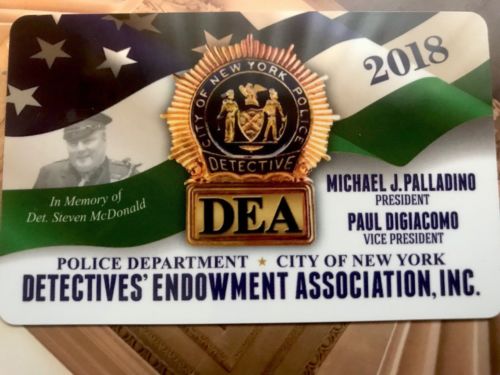 2018
CITY OF NEW YORK POLICE
DETECTIVE
DEA
In Memory of
Det. Steven McDonald
MICHAEL J. PALLADINO
PRESIDENT
PAUL DIGIACOMO
VICE PRESIDENT
POLICE DEPARTMENT ★ CITY OF NEW YORK
DETECTIVES' ENDOWMENT ASSOCIATION, INC.